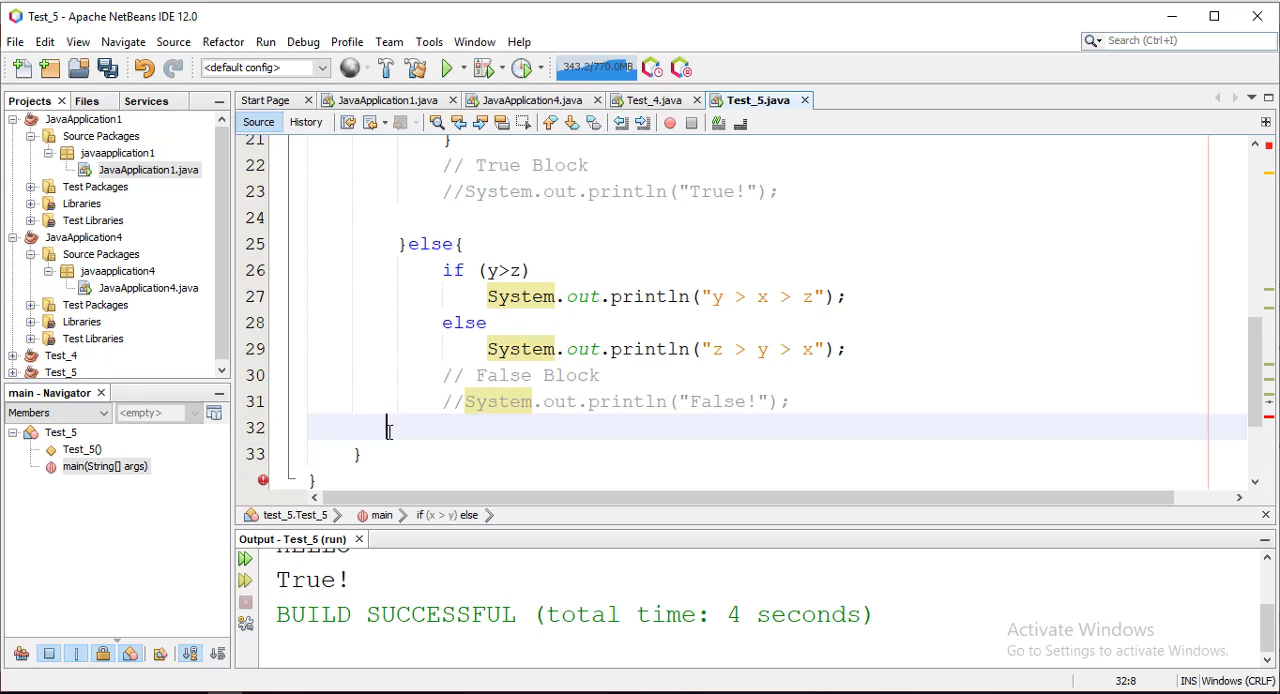 Test_5 - Apache NetBeans IDE 12.0
File Edit View Navigate Source Refactor Run Debug Profile Team Tools Window Help
Search (Ctrl+I)
<default config>
343.2/770.0MB
Projects Files Services
Start Page JavaApplication1.java JavaApplication4.java Test_4.java Test_5.java
Source History
JavaApplication1
Source Packages
javaapplication1
JavaApplication1.java
Test Packages
Libraries
Test Libraries
JavaApplication4
Source Packages
javaapplication4
JavaApplication4.java
Test Packages
Libraries
Test Libraries
Test_4
Test_5
main - Navigator
Members <empty>
Test_5
Test_5()
main(String[] args)
21 }
22 // True Block
23 //System.out.println("True!");
24
25 }else{
26 if (y>z)
27 System.out.println("y > x > z");
28 else
29 System.out.println("z > y > x");
30 // False Block
31 //System.out.println("False!");
32
33 }
}
test_5.Test_5 main if (x > y) else
Output - Test_5 (run)
HELLO
True!
BUILD SUCCESSFUL (total time: 4 seconds)
Activate Windows
Go to Settings to activate Windows.
32:8 INS Windows (CRLF)